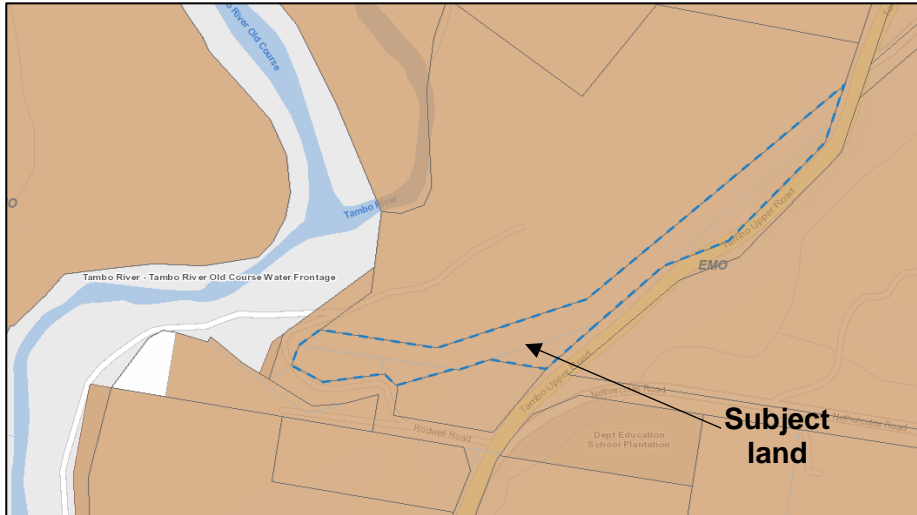 Tambo River Old Course
Tambo River
O
Tambo River - Tambo River Old Course Water Frontage
Tambo Upper Road
EMO
Tambo Upper Road
Rodwell Road
Dept Education
School Plantation
Subject
land